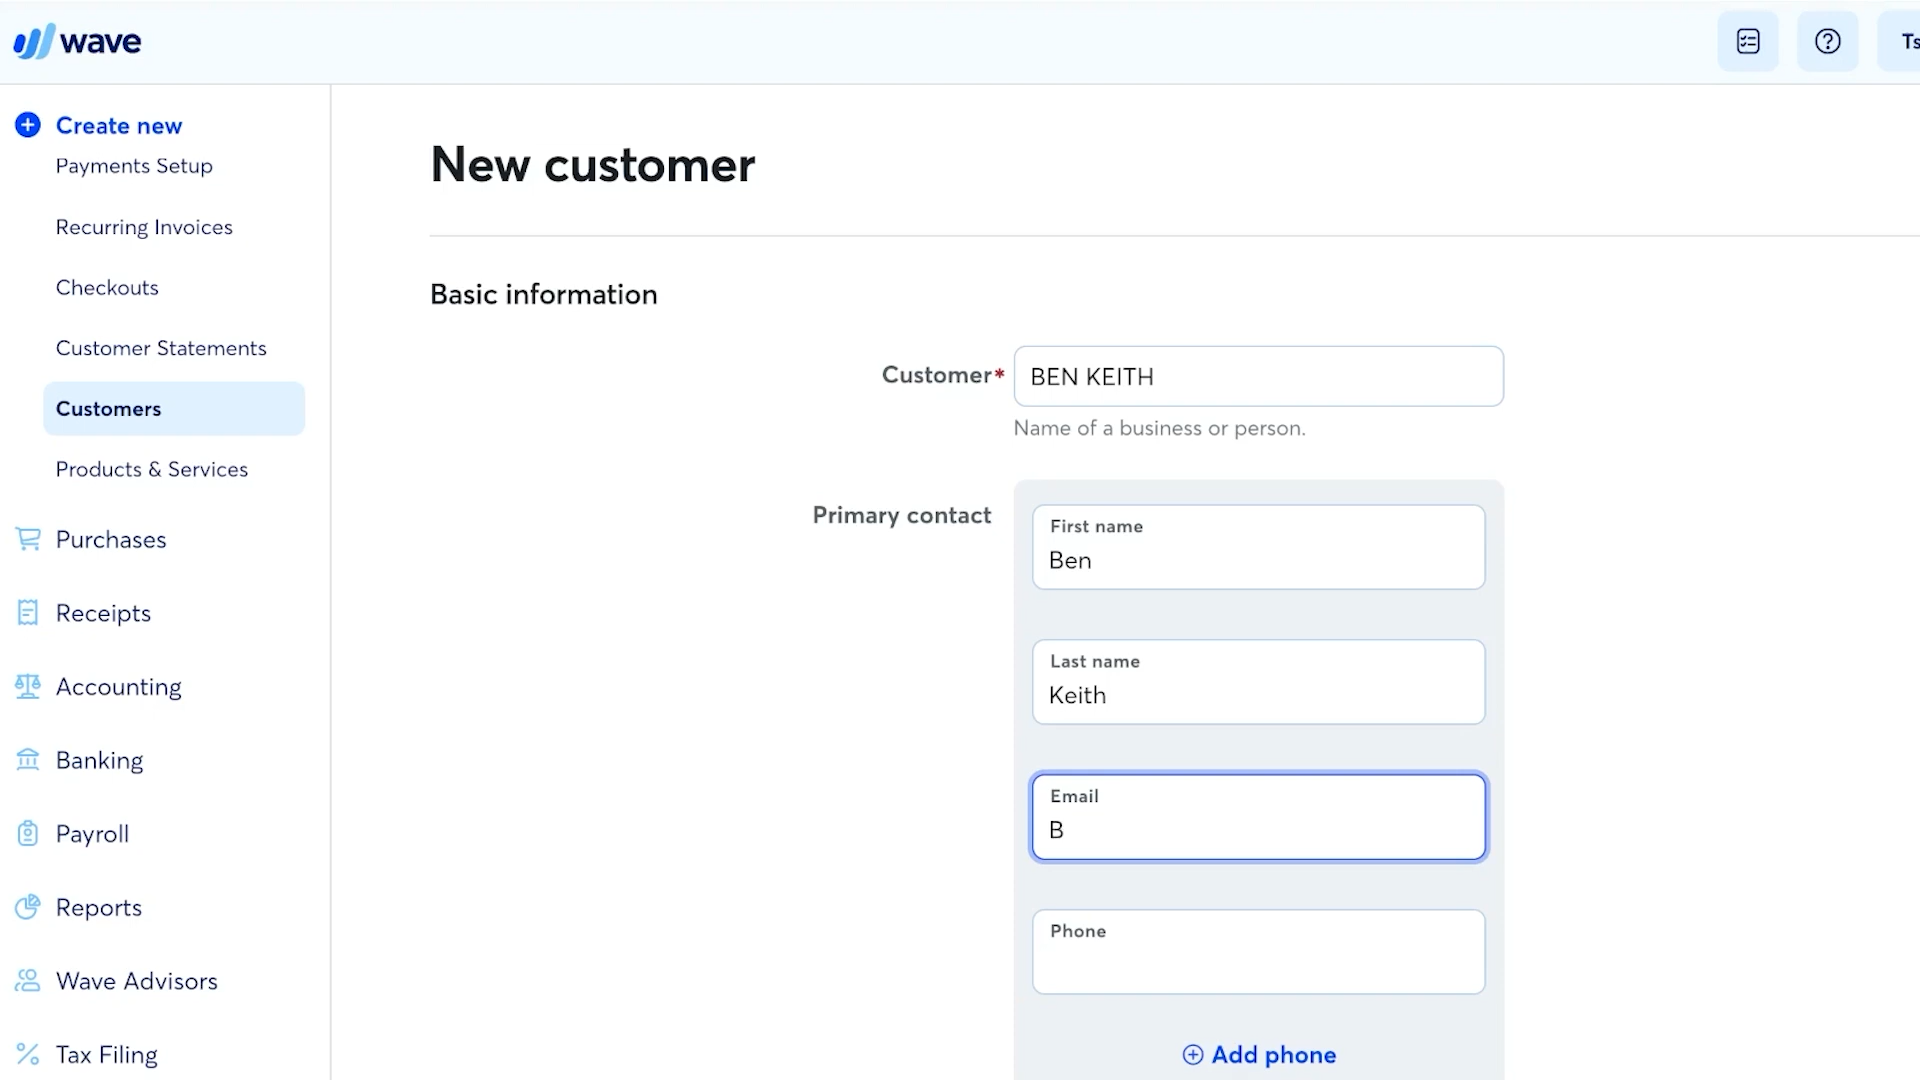 wave
Ts
Create new
Payments Setup
Recurring Invoices
Checkouts
Customer Statements
Customers
Products & Services
Purchases
Receipts
Accounting
Banking
Payroll
Reports
Wave Advisors
Tax Filing
New customer
Basic information
Customer*
BEN KEITH
Name of a business or person.
Primary contact
First name
Ben
Last name
Keith
Email
B
Phone
Add phone